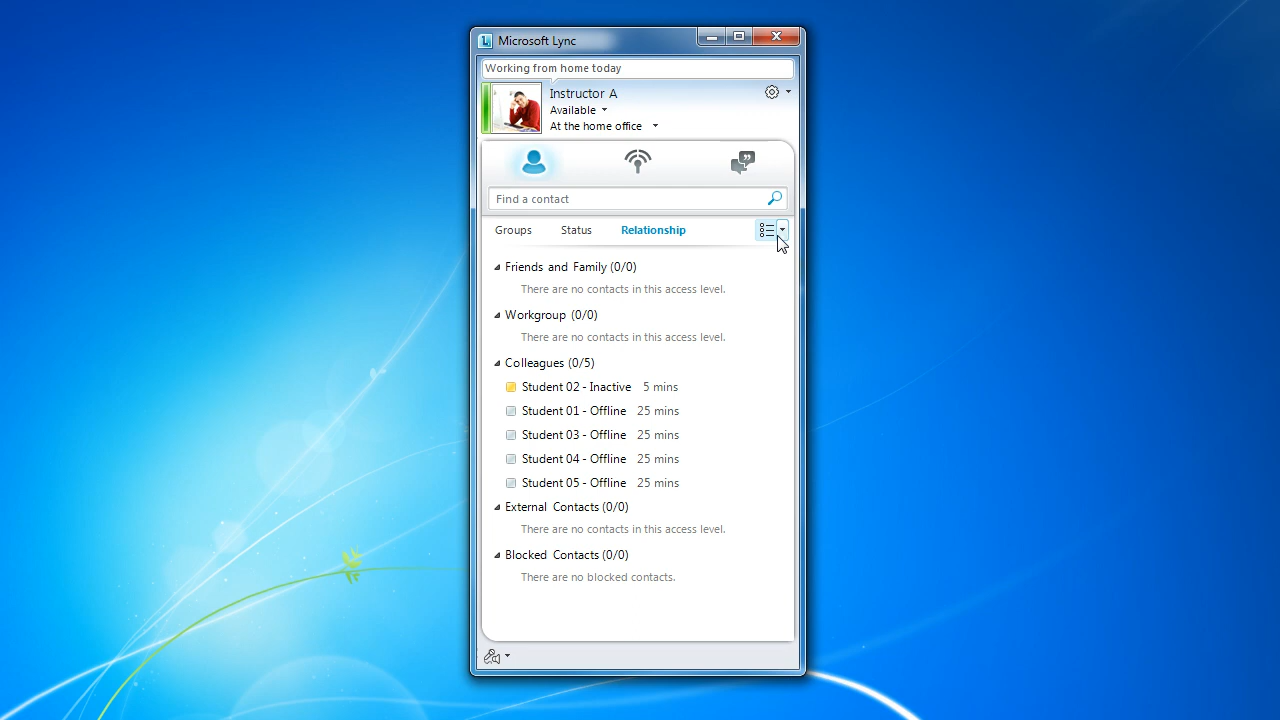 Microsoft Lync
Working from home today
Instructor A
Available
At the home office
Find a contact
Groups Status Relationship
Friends and Family (0/0)
There are no contacts in this access level.
Workgroup (0/0)
There are no contacts in this access level.
Colleagues (0/5)
Student 02 - Inactive 5 mins
Student 01 - Offline 25 mins
Student 03 - Offline 25 mins
Student 04 - Offline 25 mins
Student 05 - Offline 25 mins
External Contacts (0/0)
There are no contacts in this access level.
Blocked Contacts (0/0)
There are no blocked contacts.